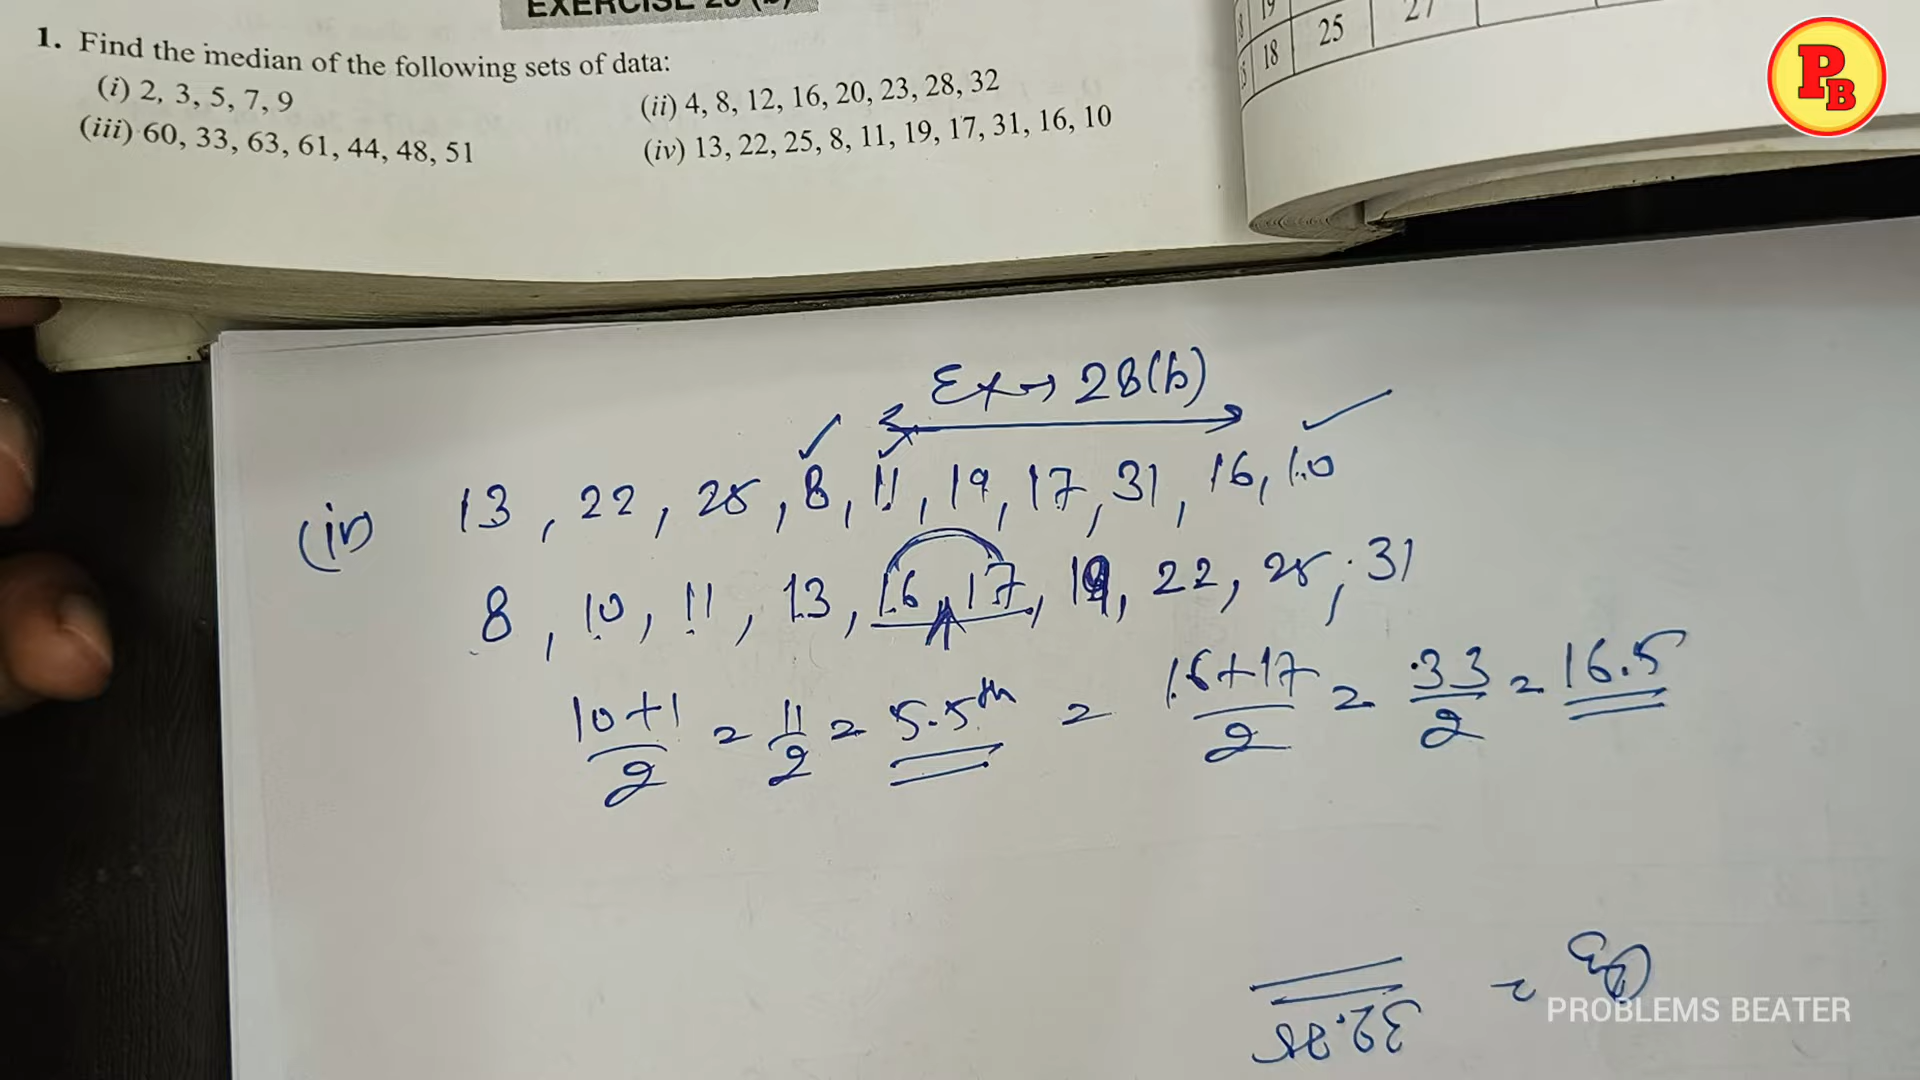 EXERCISE 28 (b)
1. Find the median of the following sets of data:
(i) 2, 3, 5, 7, 9
(ii) 4, 8, 12, 16, 20, 23, 28, 32
(iii) 60, 33, 63, 61, 44, 48, 51
(iv) 13, 22, 25, 8, 11, 19, 17, 31, 16, 10
19
18 25 27
PB
Ex → 28(b)
(iv) 13, 22, 25, 8, 11, 19, 17, 31, 16, 10
8, 10, 11, 13, 16, 17, 19, 22, 25, 31
10+1/2 = 11/2 = 5.5th = 16+17/2 = 33/2 = 16.5
Q3 =
PROBLEMS BEATER